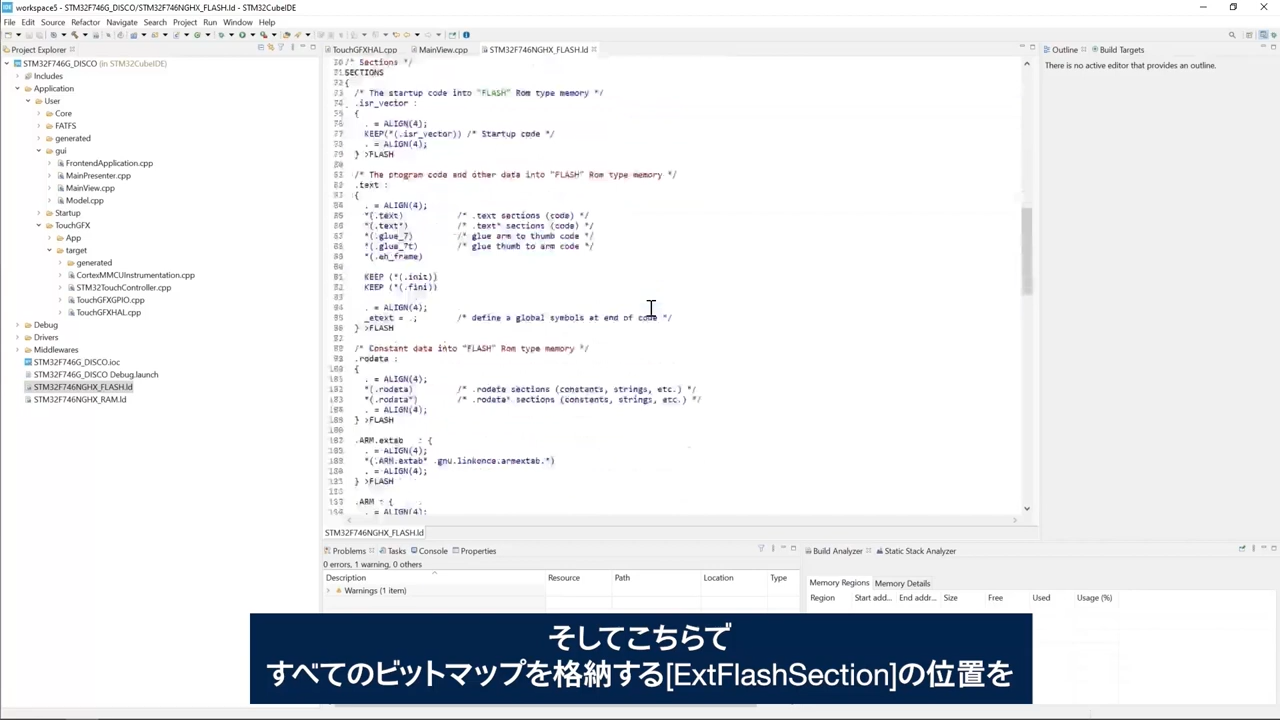 workspace5 - STM32F746G_DISCO/STM32F746NGHX_FLASH.ld - STM32CubeIDE
File Edit Source Refactor Navigate Search Project Run Window Help
Project Explorer
STM32F746G_DISCO (in STM32CubeIDE)
Includes
Application
User
Core
FATFS
generated
gui
FrontendApplication.cpp
MainPresenter.cpp
MainView.cpp
Model.cpp
Startup
TouchGFX
App
target
generated
CortexMMCUInstrumentation.cpp
STM32TouchController.cpp
TouchGFXGPIO.cpp
TouchGFXHAL.cpp
Debug
Drivers
Middlewares
STM32F746G_DISCO.ioc
STM32F746G_DISCO Debug.launch
STM32F746NGHX_FLASH.ld
STM32F746NGHX_RAM.ld
TouchGFXHAL.cpp MainView.cpp STM32F746NGHX_FLASH.ld
/* Sections */
SECTIONS
{
/* The startup code into "FLASH" Rom type memory */
.isr_vector :
{
. = ALIGN(4);
KEEP(*(.isr_vector)) /* Startup code */
. = ALIGN(4);
} >FLASH
/* The program code and other data into "FLASH" Rom type memory */
.text :
{
. = ALIGN(4);
*(.text) /* .text sections (code) */
*(.text*) /* .text* sections (code) */
*(.glue_7) /* glue arm to thumb code */
*(.glue_7t) /* glue thumb to arm code */
*(.eh_frame)
KEEP (*(.init))
KEEP (*(.fini))
. = ALIGN(4);
_etext = .; /* define a global symbols at end of code */
} >FLASH
/* Constant data into "FLASH" Rom type memory */
.rodata :
{
. = ALIGN(4);
*(.rodata) /* .rodata sections (constants, strings, etc.) */
*(.rodata*) /* .rodata* sections (constants, strings, etc.) */
. = ALIGN(4);
} >FLASH
.ARM.extab : {
. = ALIGN(4);
*(.ARM.extab* .gnu.linkonce.armextab.*)
. = ALIGN(4);
} >FLASH
.ARM : {
. = ALIGN(4);
STM32F746NGHX_FLASH.ld
Outline Build Targets
There is no active editor that provides an outline.
Problems Tasks Console Properties
0 errors, 1 warning, 0 others
Description Resource Path Location Type
Warnings (1 item)
Build Analyzer Static Stack Analyzer
Memory Regions Memory Details
Region Start add... End addr... Size Free Used Usage (%)
そしてこちらで
すべてのビットマップを格納する[ExtFlashSection]の位置を